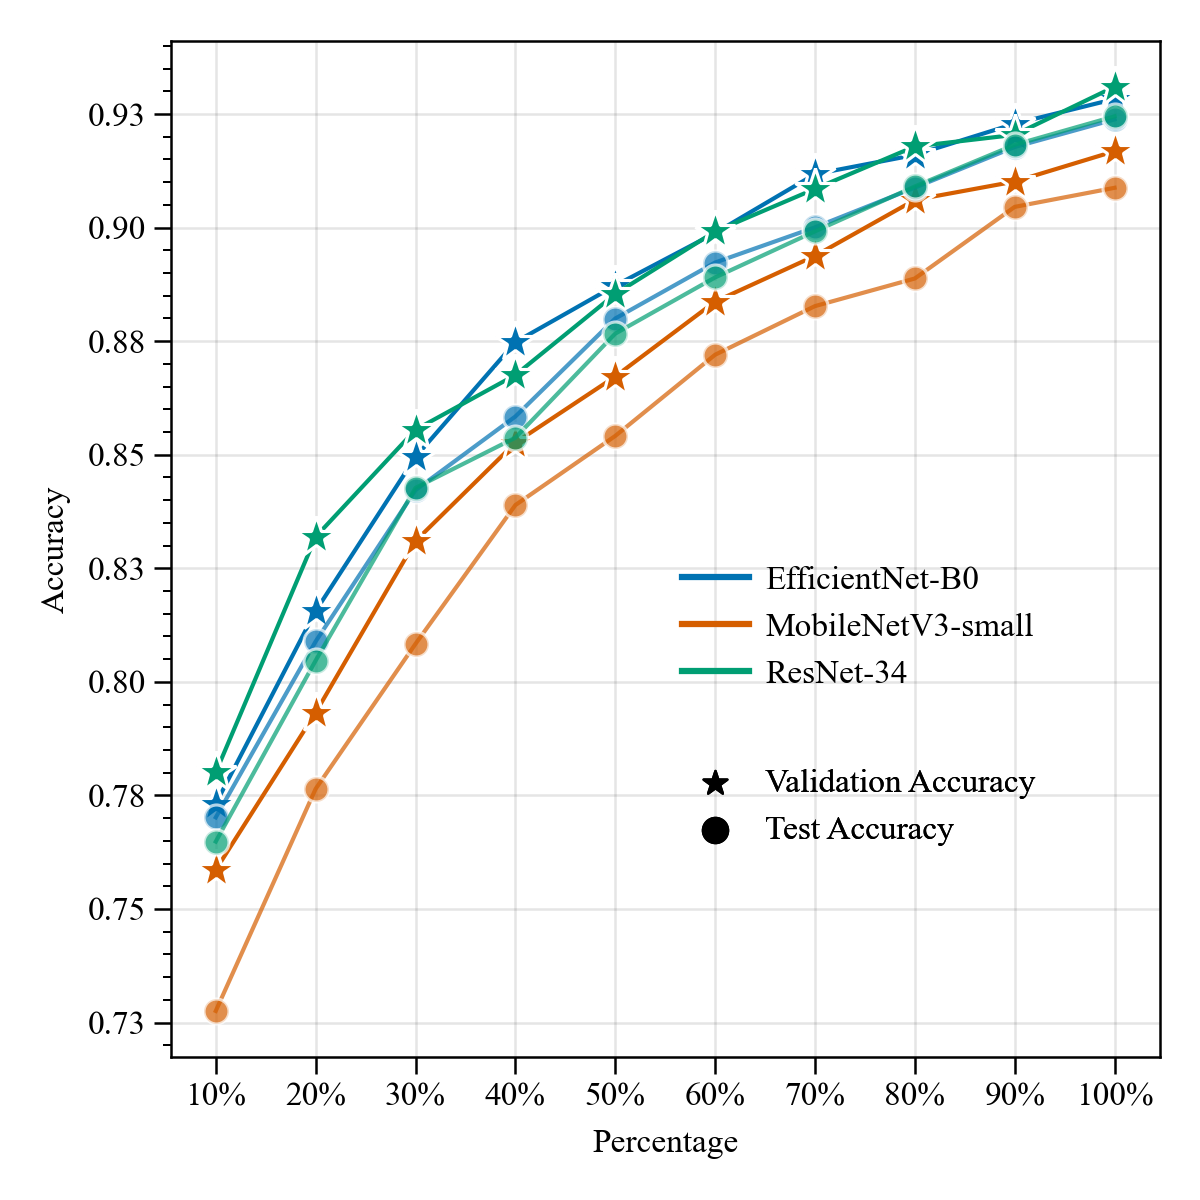 0.93
0.90
0.88
0.85
0.83
0.80
0.78
0.75
0.73
Accuracy
EfficientNet-B0
MobileNetV3-small
ResNet-34
Validation Accuracy
Test Accuracy
10% 20% 30% 40% 50% 60% 70% 80% 90% 100%
Percentage